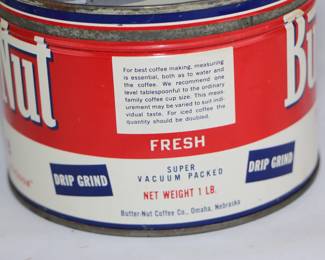 Nut
Bu
For best coffee making, measuring
is essential, both as to water and
the coffee. We recommend one
level tablespoonful to the ordinary
family coffee cup size. This meas-
urement may be varied to suit indi-
vidual taste. For iced coffee the
quantity should be doubled.
FRESH
DRIP GRIND
SUPER
VACUUM PACKED
DRIP GRIND
NET WEIGHT 1 LB.
Butter-Nut Coffee Co., Omaha, Nebraska